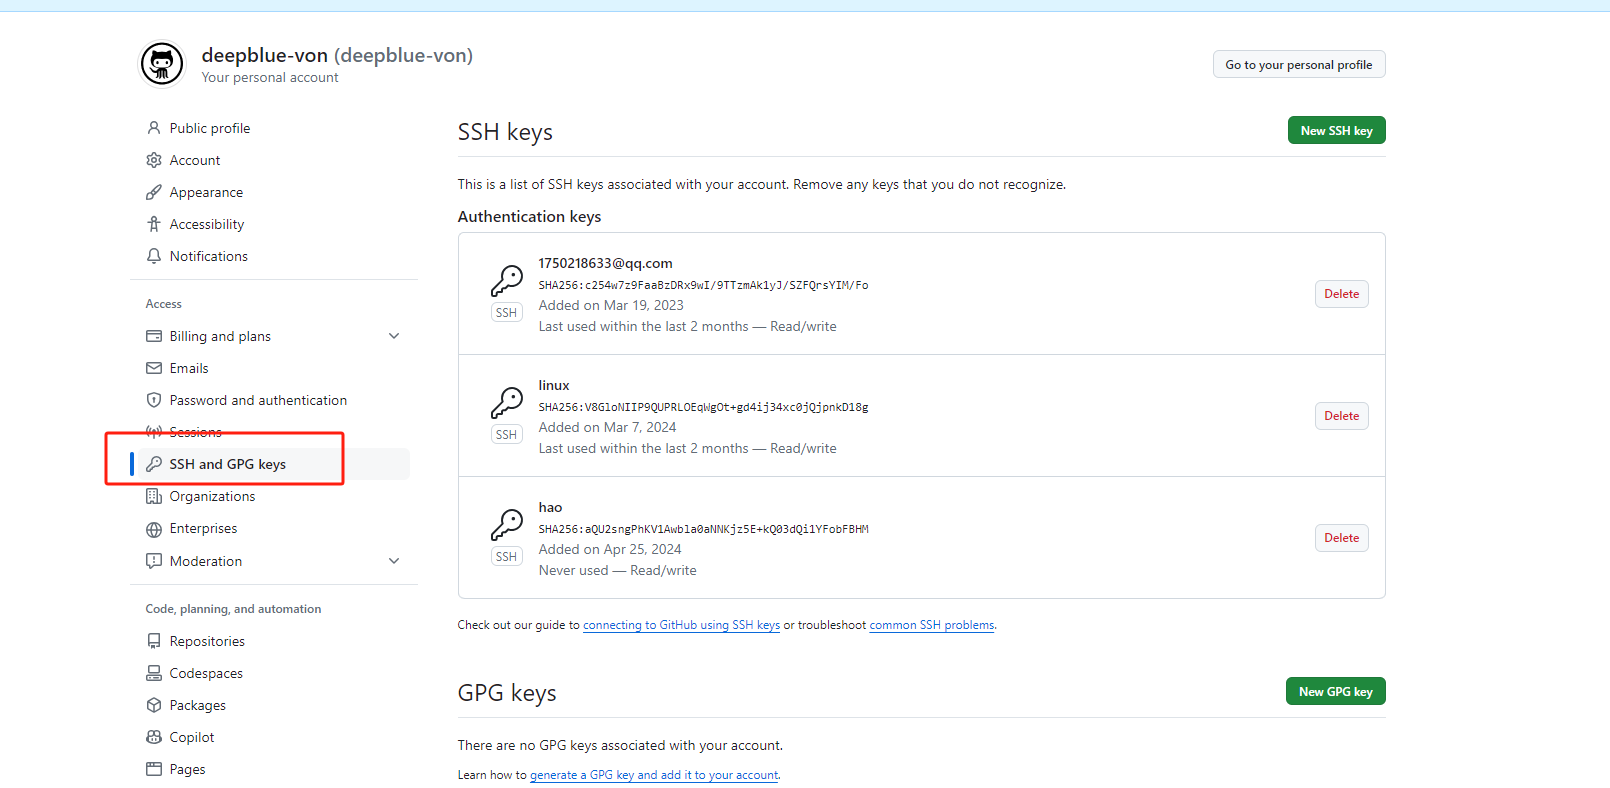 deepblue-von (deepblue-von)
Your personal account
Go to your personal profile
Public profile
Account
Appearance
Accessibility
Notifications
Access
Billing and plans
Emails
Password and authentication
Sessions
SSH and GPG keys
Organizations
Enterprises
Moderation
Code, planning, and automation
Repositories
Codespaces
Packages
Copilot
Pages
SSH keys
New SSH key
This is a list of SSH keys associated with your account. Remove any keys that you do not recognize.
Authentication keys
1750218633@qq.com
SHA256:c254w7z9FaaBzDRx9wI/9TTzmAk1yJ/SZFQrsYIM/Fo
Added on Mar 19, 2023
Last used within the last 2 months — Read/write
SSH
Delete
linux
SHA256:V8GloNIIP9QUPRLOEqWgOt+gd4ij34xc0jQjpnkD18g
Added on Mar 7, 2024
Last used within the last 2 months — Read/write
SSH
Delete
hao
SHA256:aQU2sngPhKV1Awbla0aNNKjz5E+kQ03dQi1YFobFBHM
Added on Apr 25, 2024
Never used — Read/write
SSH
Delete
Check out our guide to connecting to GitHub using SSH keys or troubleshoot common SSH problems.
GPG keys
New GPG key
There are no GPG keys associated with your account.
Learn how to generate a GPG key and add it to your account.